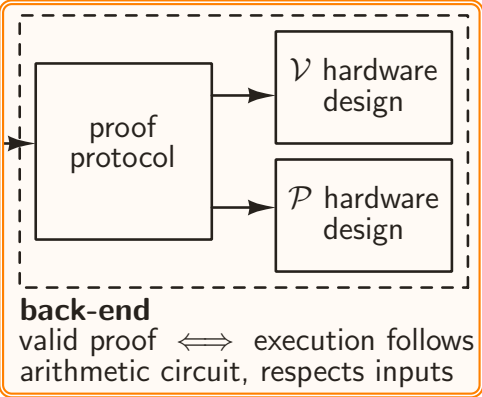 proof
protocol
𝒱 hardware
design
𝒫 hardware
design
back-end
valid proof ⟺ execution follows
arithmetic circuit, respects inputs